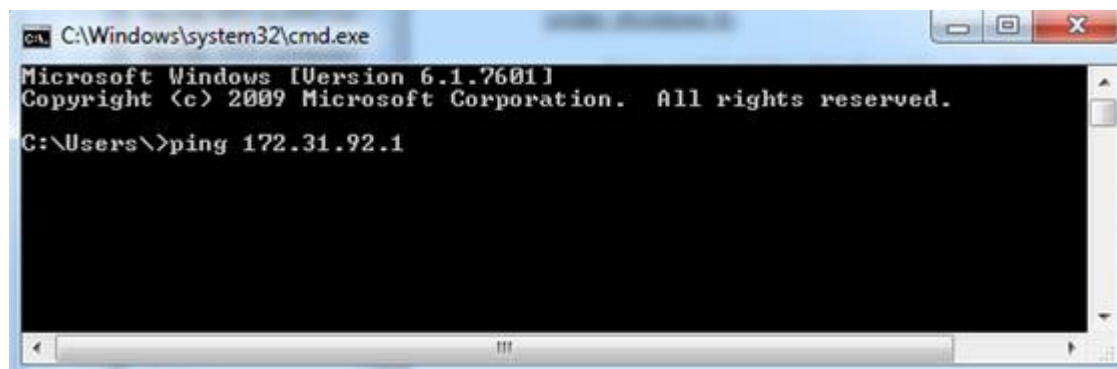 C:\Windows\system32\cmd.exe
Microsoft Windows [Version 6.1.7601]
Copyright (c) 2009 Microsoft Corporation.  All rights reserved.
C:\Users\>ping 172.31.92.1